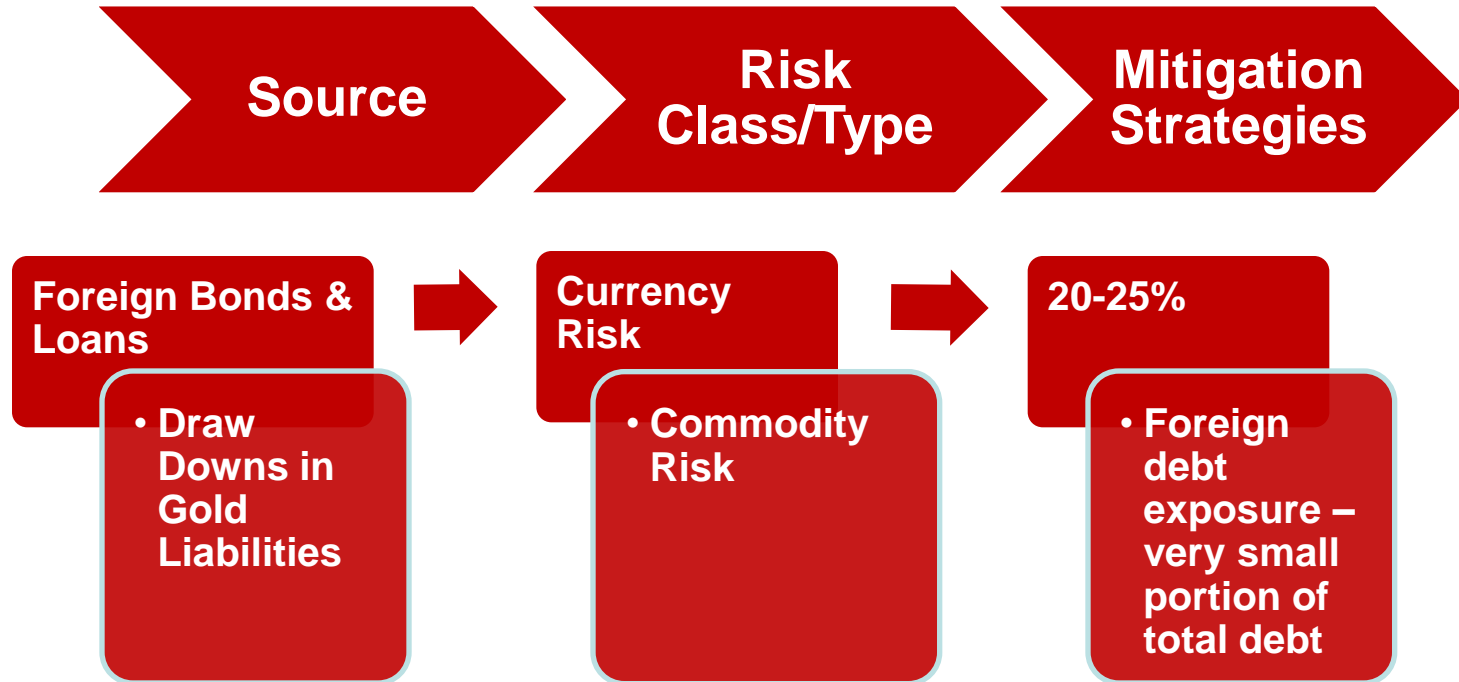 Source
Risk
Class/Type
Mitigation
Strategies
Foreign Bonds &
Loans
• Draw
Downs in
Gold
Liabilities
Currency
Risk
• Commodity
Risk
20-25%
• Foreign
debt
exposure –
very small
portion of
total debt